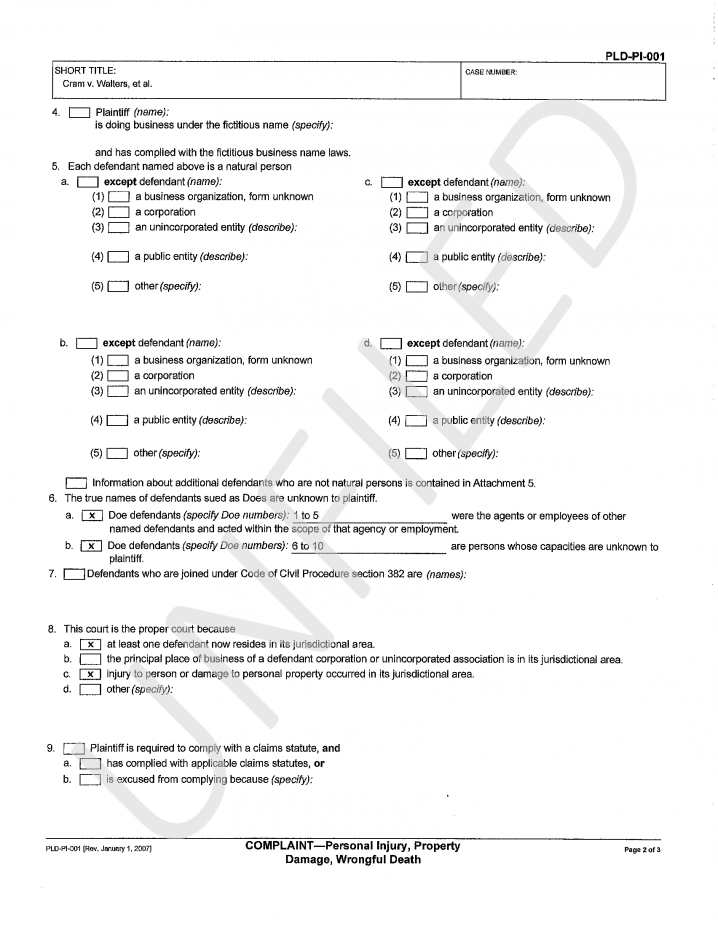 PLD-PI-001
SHORT TITLE:
Cram v. Walters, et al.
CASE NUMBER:
4. Plaintiff (name):
is doing business under the fictitious name (specify):
and has complied with the fictitious business name laws.
5. Each defendant named above is a natural person
a. except defendant (name):
(1) a business organization, form unknown
(2) a corporation
(3) an unincorporated entity (describe):
(4) a public entity (describe):
(5) other (specify):
c. except defendant (name):
(1) a business organization, form unknown
(2) a corporation
(3) an unincorporated entity (describe):
(4) a public entity (describe):
(5) other (specify):
b. except defendant (name):
(1) a business organization, form unknown
(2) a corporation
(3) an unincorporated entity (describe):
(4) a public entity (describe):
(5) other (specify):
d. except defendant (name):
(1) a business organization, form unknown
(2) a corporation
(3) an unincorporated entity (describe):
(4) a public entity (describe):
(5) other (specify):
Information about additional defendants who are not natural persons is contained in Attachment 5.
6. The true names of defendants sued as Does are unknown to plaintiff.
a. x Doe defendants (specify Doe numbers): 1 to 5 were the agents or employees of other
named defendants and acted within the scope of that agency or employment.
b. x Doe defendants (specify Doe numbers): 6 to 10 are persons whose capacities are unknown to
plaintiff.
7. Defendants who are joined under Code of Civil Procedure section 382 are (names):
8. This court is the proper court because
a. x at least one defendant now resides in its jurisdictional area.
b. the principal place of business of a defendant corporation or unincorporated association is in its jurisdictional area.
c. x injury to person or damage to personal property occurred in its jurisdictional area.
d. other (specify):
9. Plaintiff is required to comply with a claims statute, and
a. has complied with applicable claims statutes, or
b. is excused from complying because (specify):
PLD-PI-001 [Rev. January 1, 2007]
COMPLAINT—Personal Injury, Property
Damage, Wrongful Death
Page 2 of 3
UNFILED